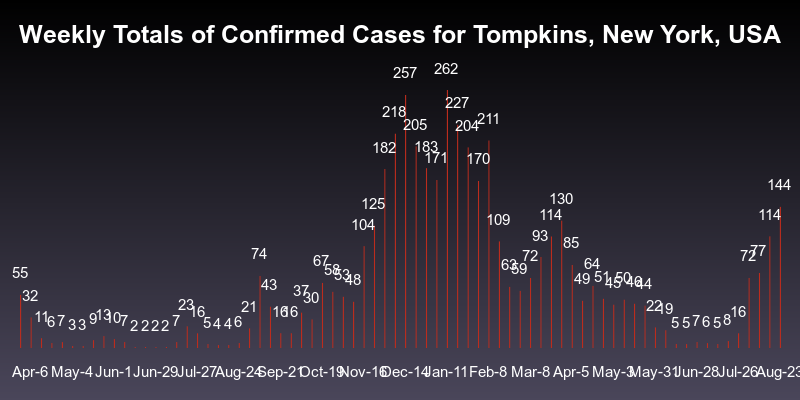 Weekly Totals of Confirmed Cases for Tompkins, New York, USA
55 32 11 6 7 3 3 9 13 10 7 2 2 2 2 7 23 16 5 4 4 6 21 74 43 16 16 37 30 67 58 53 48 104 125 182 218 257 205 183 171 262 227 204 170 211 109 63 59 72 93 114 130 85 49 64 51 45 50 46 44 22 19 5 5 7 6 5 8 16 72 77 114 144
Apr-6 May-4 Jun-1 Jun-29 Jul-27 Aug-24 Sep-21 Oct-19 Nov-16 Dec-14 Jan-11 Feb-8 Mar-8 Apr-5 May-3 May-31 Jun-28 Jul-26 Aug-23